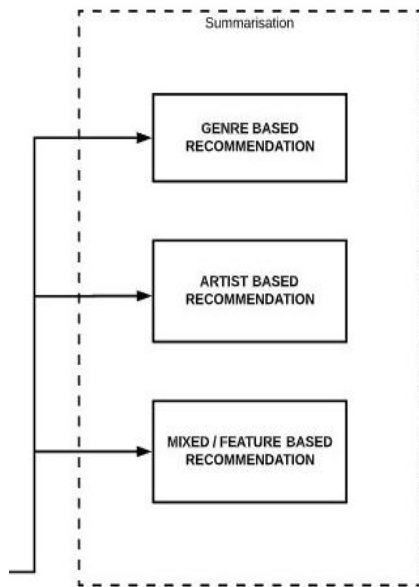 Summarisation
GENRE BASED
RECOMMENDATION
ARTIST BASED
RECOMMENDATION
MIXED / FEATURE BASED
RECOMMENDATION